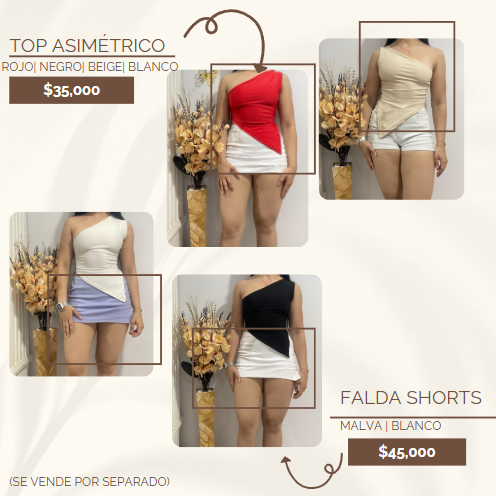 TOP ASIMÉTRICO
ROJO| NEGRO| BEIGE| BLANCO
$35,000
FALDA SHORTS
MALVA | BLANCO
$45,000
(SE VENDE POR SEPARADO)